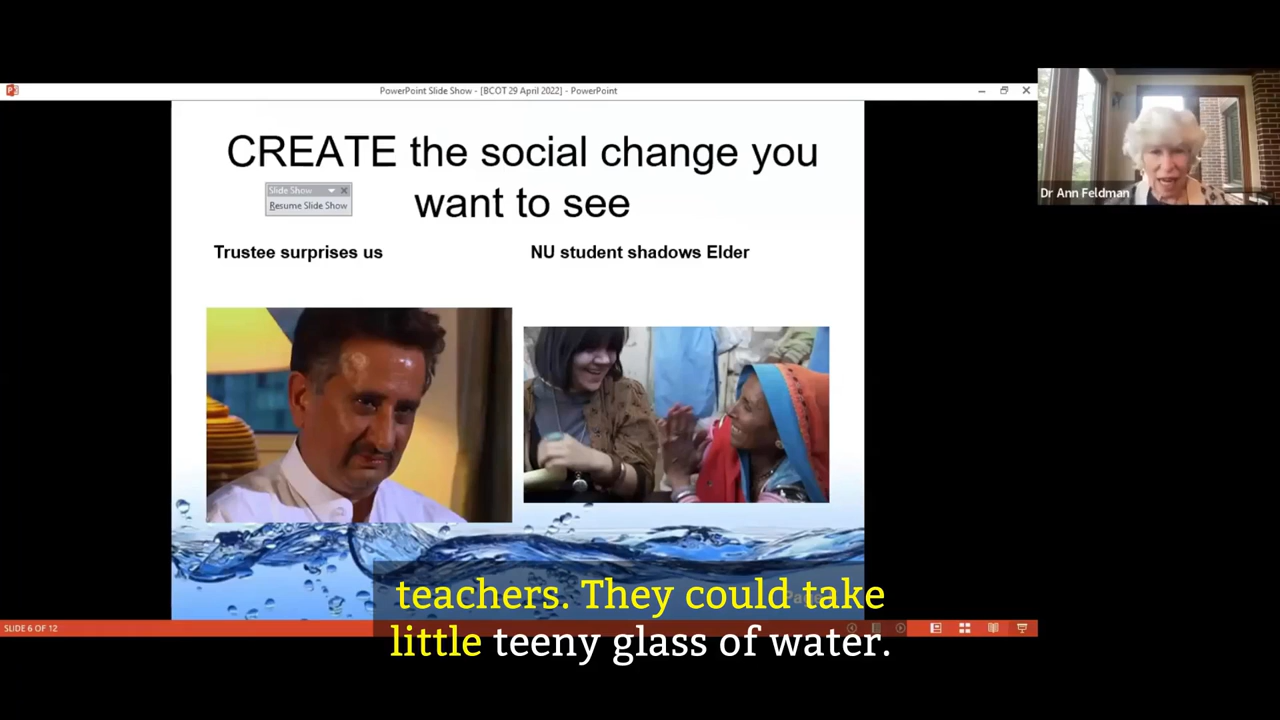 PowerPoint Slide Show - [BCOT 29 April 2022] - PowerPoint
CREATE the social change you
want to see
Slide Show
Resume Slide Show
Trustee surprises us
NU student shadows Elder
Dr Ann Feldman
teachers. They could take
little teeny glass of water.
SLIDE 6 OF 12